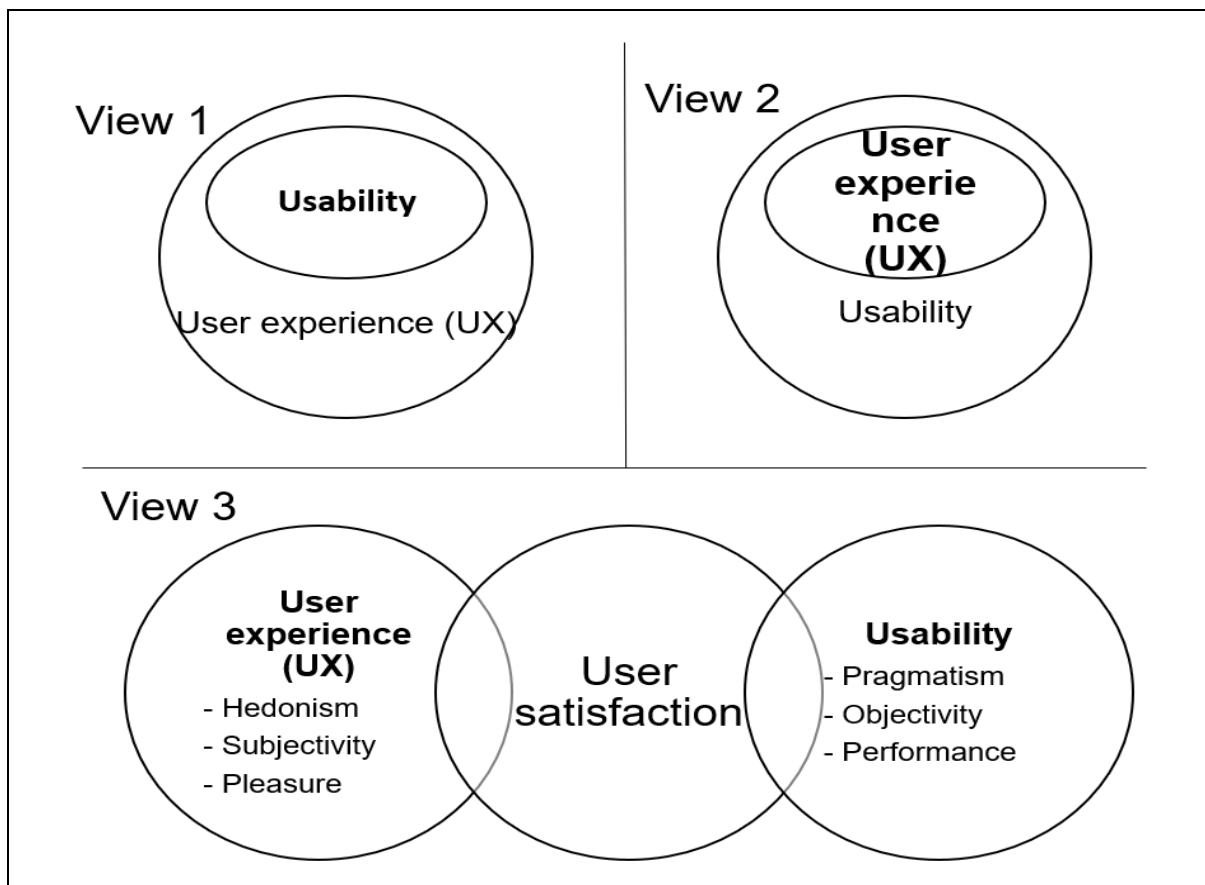 View 1
Usability
User experience (UX)
View 2
User
experie
nce
(UX)
Usability
View 3
User
experience
(UX)
- Hedonism
- Subjectivity
- Pleasure
User
satisfaction
Usability
- Pragmatism
- Objectivity
- Performance